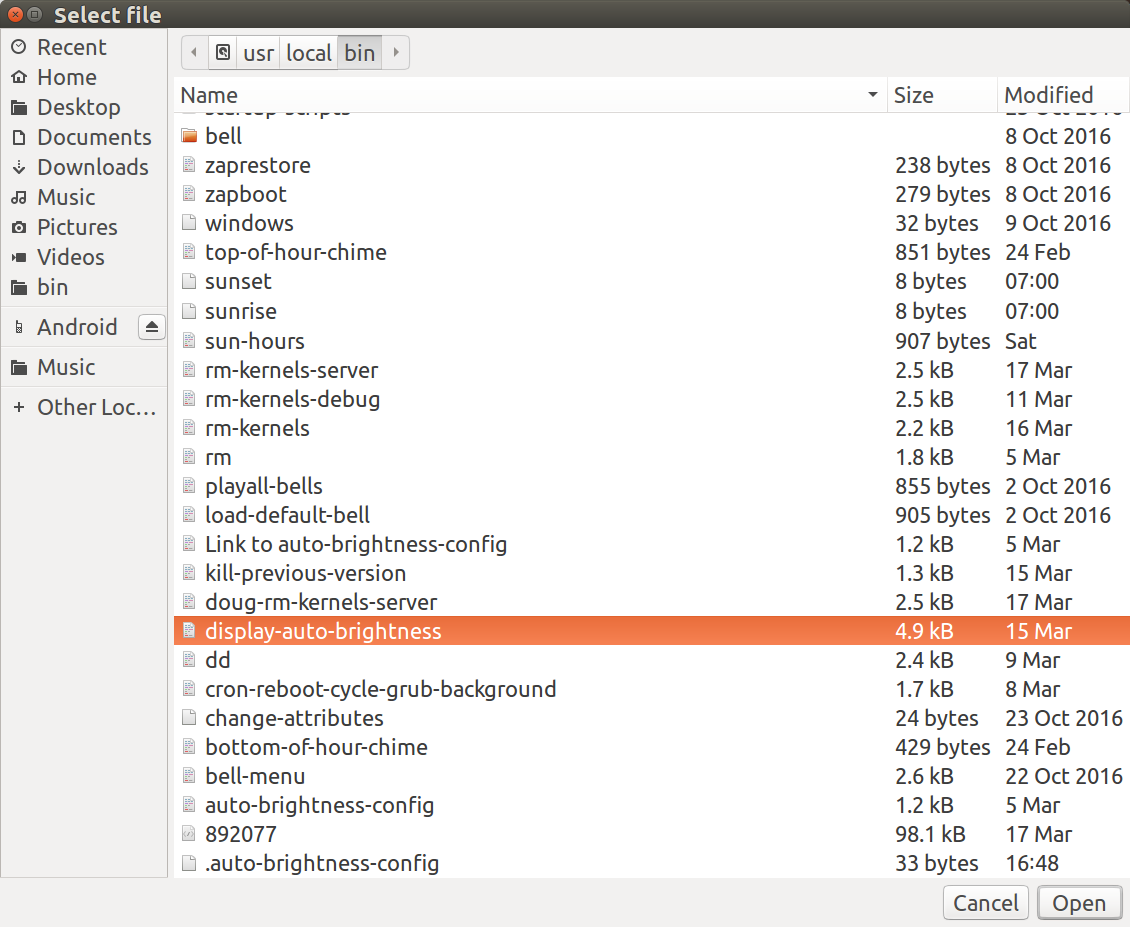 Select file
Recent
Home
Desktop
Documents
Downloads
Music
Pictures
Videos
bin
Android
Music
Other Loc...
usr local bin
Name Size Modified
startup-scripts 23 Oct 2016
bell 8 Oct 2016
zaprestore 238 bytes 8 Oct 2016
zapboot 279 bytes 8 Oct 2016
windows 32 bytes 9 Oct 2016
top-of-hour-chime 851 bytes 24 Feb
sunset 8 bytes 07:00
sunrise 8 bytes 07:00
sun-hours 907 bytes Sat
rm-kernels-server 2.5 kB 17 Mar
rm-kernels-debug 2.5 kB 11 Mar
rm-kernels 2.2 kB 16 Mar
rm 1.8 kB 5 Mar
playall-bells 855 bytes 2 Oct 2016
load-default-bell 905 bytes 2 Oct 2016
Link to auto-brightness-config 1.2 kB 5 Mar
kill-previous-version 1.3 kB 15 Mar
doug-rm-kernels-server 2.5 kB 17 Mar
display-auto-brightness 4.9 kB 15 Mar
dd 2.4 kB 9 Mar
cron-reboot-cycle-grub-background 1.7 kB 8 Mar
change-attributes 24 bytes 23 Oct 2016
bottom-of-hour-chime 429 bytes 24 Feb
bell-menu 2.6 kB 22 Oct 2016
auto-brightness-config 1.2 kB 5 Mar
892077 98.1 kB 17 Mar
.auto-brightness-config 33 bytes 16:48
Cancel Open